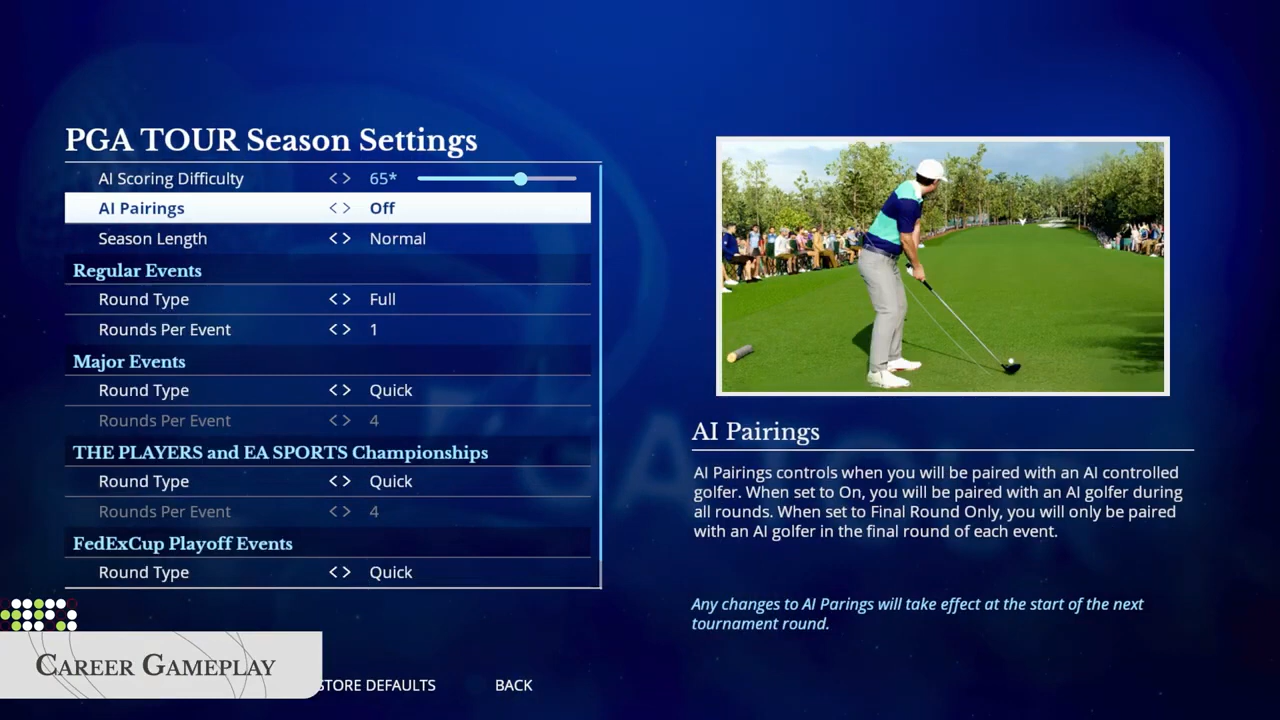 PGA TOUR Season Settings
AI Scoring Difficulty < > 65*
AI Pairings < > Off
Season Length < > Normal
Regular Events
Round Type < > Full
Rounds Per Event < > 1
Major Events
Round Type < > Quick
Rounds Per Event < > 4
THE PLAYERS and EA SPORTS Championships
Round Type < > Quick
Rounds Per Event < > 4
FedExCup Playoff Events
Round Type < > Quick
AI Pairings
AI Pairings controls when you will be paired with an AI controlled
golfer. When set to On, you will be paired with an AI golfer during
all rounds. When set to Final Round Only, you will only be paired
with an AI golfer in the final round of each event.
Any changes to AI Parings will take effect at the start of the next
tournament round.
CAREER GAMEPLAY
STORE DEFAULTS BACK